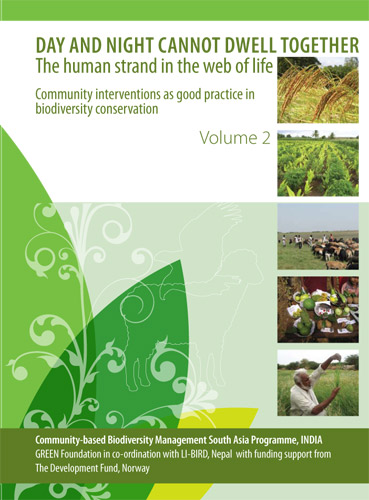 DAY AND NIGHT CANNOT DWELL TOGETHER
The human strand in the web of life
Community interventions as good practice in
biodiversity conservation
Volume 2
Community-based Biodiversity Management South Asia Programme, INDIA
GREEN Foundation in co-ordination with LI-BIRD, Nepal with funding support from
The Development Fund, Norway